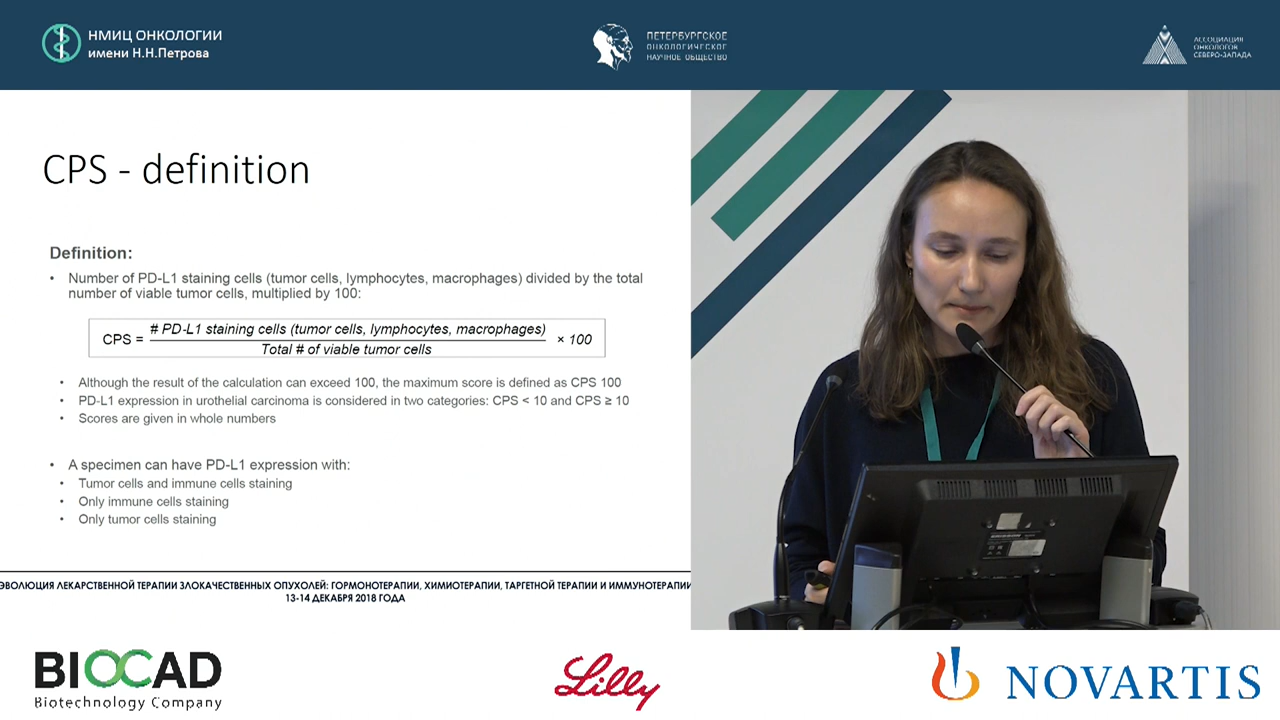 НМИЦ ОНКОЛОГИИ
имени Н.Н.Петрова
ПЕТЕРБУРГСКОЕ
ОНКОЛОГИЧЕСКОЕ
НАУЧНОЕ ОБЩЕСТВО
АССОЦИАЦИЯ
ОНКОЛОГОВ
СЕВЕРО-ЗАПАДА
CPS - definition
Definition:
• Number of PD-L1 staining cells (tumor cells, lymphocytes, macrophages) divided by the total
number of viable tumor cells, multiplied by 100:
# PD-L1 staining cells (tumor cells, lymphocytes, macrophages)
CPS = × 100
Total # of viable tumor cells
• Although the result of the calculation can exceed 100, the maximum score is defined as CPS 100
• PD-L1 expression in urothelial carcinoma is considered in two categories: CPS < 10 and CPS ≥ 10
• Scores are given in whole numbers
• A specimen can have PD-L1 expression with:
• Tumor cells and immune cells staining
• Only immune cells staining
• Only tumor cells staining
ЭВОЛЮЦИЯ ЛЕКАРСТВЕННОЙ ТЕРАПИИ ЗЛОКАЧЕСТВЕННЫХ ОПУХОЛЕЙ: ГОРМОНОТЕРАПИИ, ХИМИОТЕРАПИИ, ТАРГЕТНОЙ ТЕРАПИИ И ИММУНОТЕРАПИИ
13-14 ДЕКАБРЯ 2018 ГОДА
BIOCAD
Biotechnology Company
Lilly
NOVARTIS